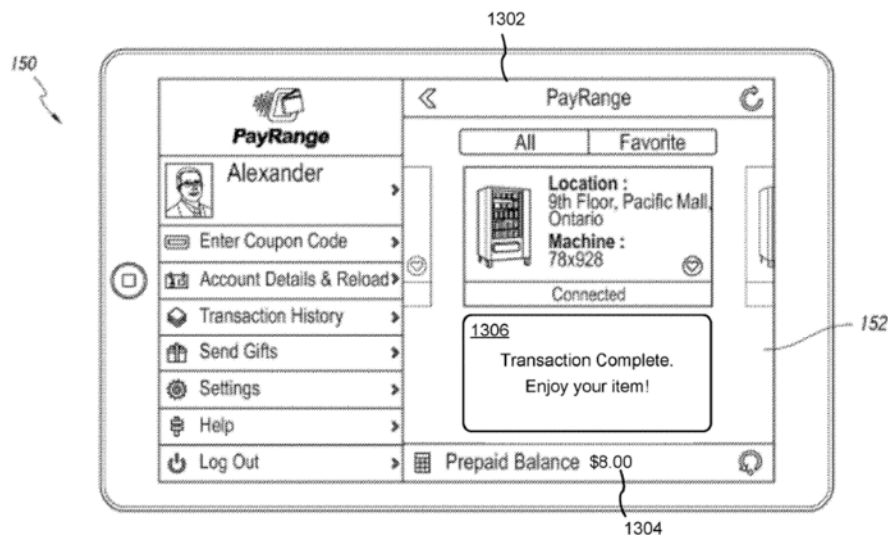 1302
150
PayRange
Alexander
Enter Coupon Code
Account Details & Reload
Transaction History
Send Gifts
Settings
Help
Log Out
PayRange
All Favorite
Location :
9th Floor, Pacific Mall,
Ontario
Machine :
78x928
Connected
1306
Transaction Complete.
Enjoy your item!
152
Prepaid Balance $8.00
1304